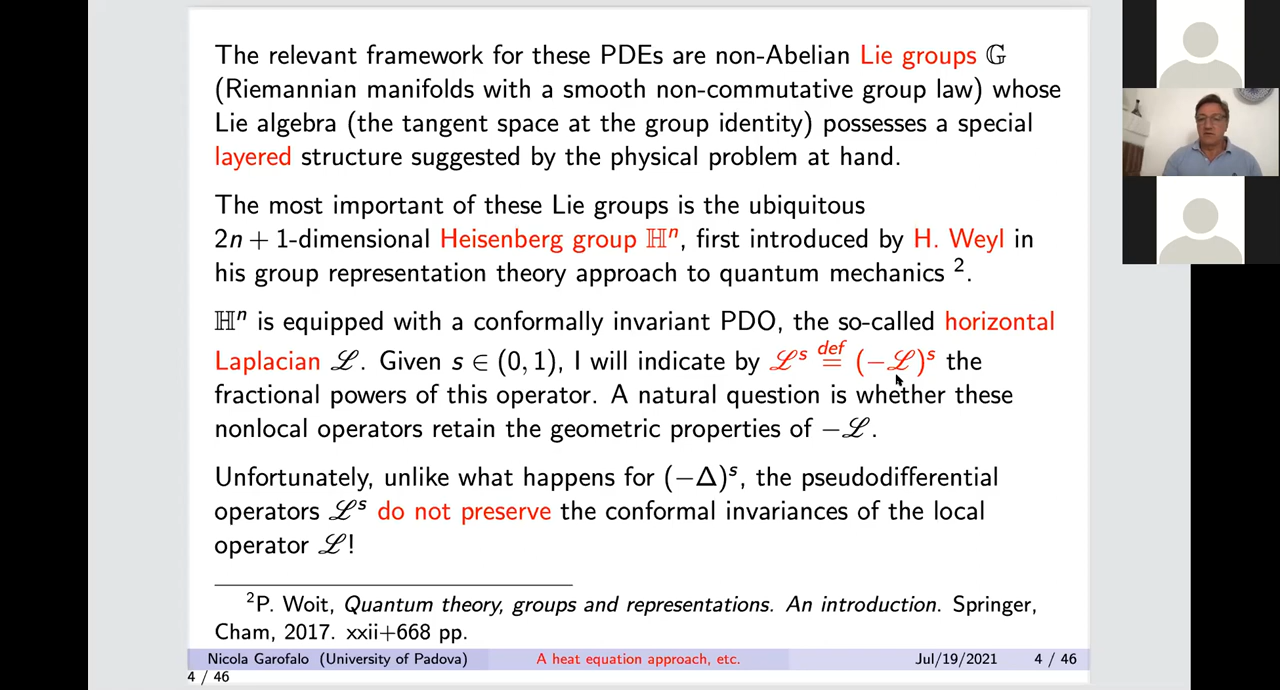 The relevant framework for these PDEs are non-Abelian Lie groups 𝔾
(Riemannian manifolds with a smooth non-commutative group law) whose
Lie algebra (the tangent space at the group identity) possesses a special
layered structure suggested by the physical problem at hand.
The most important of these Lie groups is the ubiquitous
2n + 1-dimensional Heisenberg group ℍⁿ, first introduced by H. Weyl in
his group representation theory approach to quantum mechanics ².
ℍⁿ is equipped with a conformally invariant PDO, the so-called horizontal
Laplacian ℒ. Given s ∈ (0, 1), I will indicate by ℒˢ def= (−ℒ)ˢ the
fractional powers of this operator. A natural question is whether these
nonlocal operators retain the geometric properties of −ℒ.
Unfortunately, unlike what happens for (−Δ)ˢ, the pseudodifferential
operators ℒˢ do not preserve the conformal invariances of the local
operator ℒ!
²P. Woit, Quantum theory, groups and representations. An introduction. Springer,
Cham, 2017. xxii+668 pp.
Nicola Garofalo (University of Padova) A heat equation approach, etc. Jul/19/2021 4 / 46
4 / 46